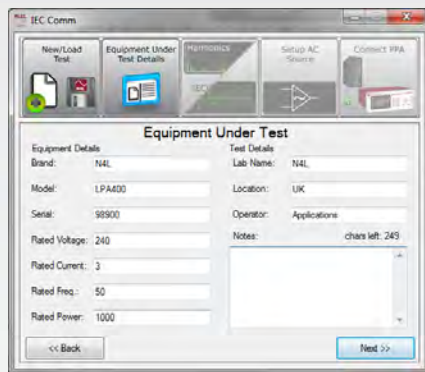 IEC Comm
New/Load
Test
Equipment Under
Test Details
Harmonics
IEC
Setup AC
Source
Connect PPA
Equipment Under Test
Equipment Details
Brand: N4L
Model: LPA400
Serial: 98900
Rated Voltage: 240
Rated Current: 3
Rated Freq.: 50
Rated Power: 1000
Test Details
Lab Name: N4L
Location: UK
Operator: Applications
Notes: chars left: 249
<< Back
Next >>